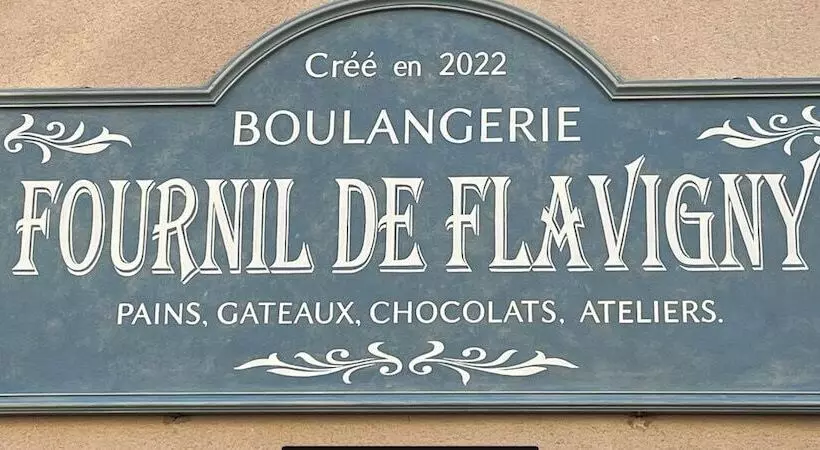 Créé en 2022
BOULANGERIE
FOURNIL DE FLAVIGNY
PAINS, GATEAUX, CHOCOLATS, ATELIERS.